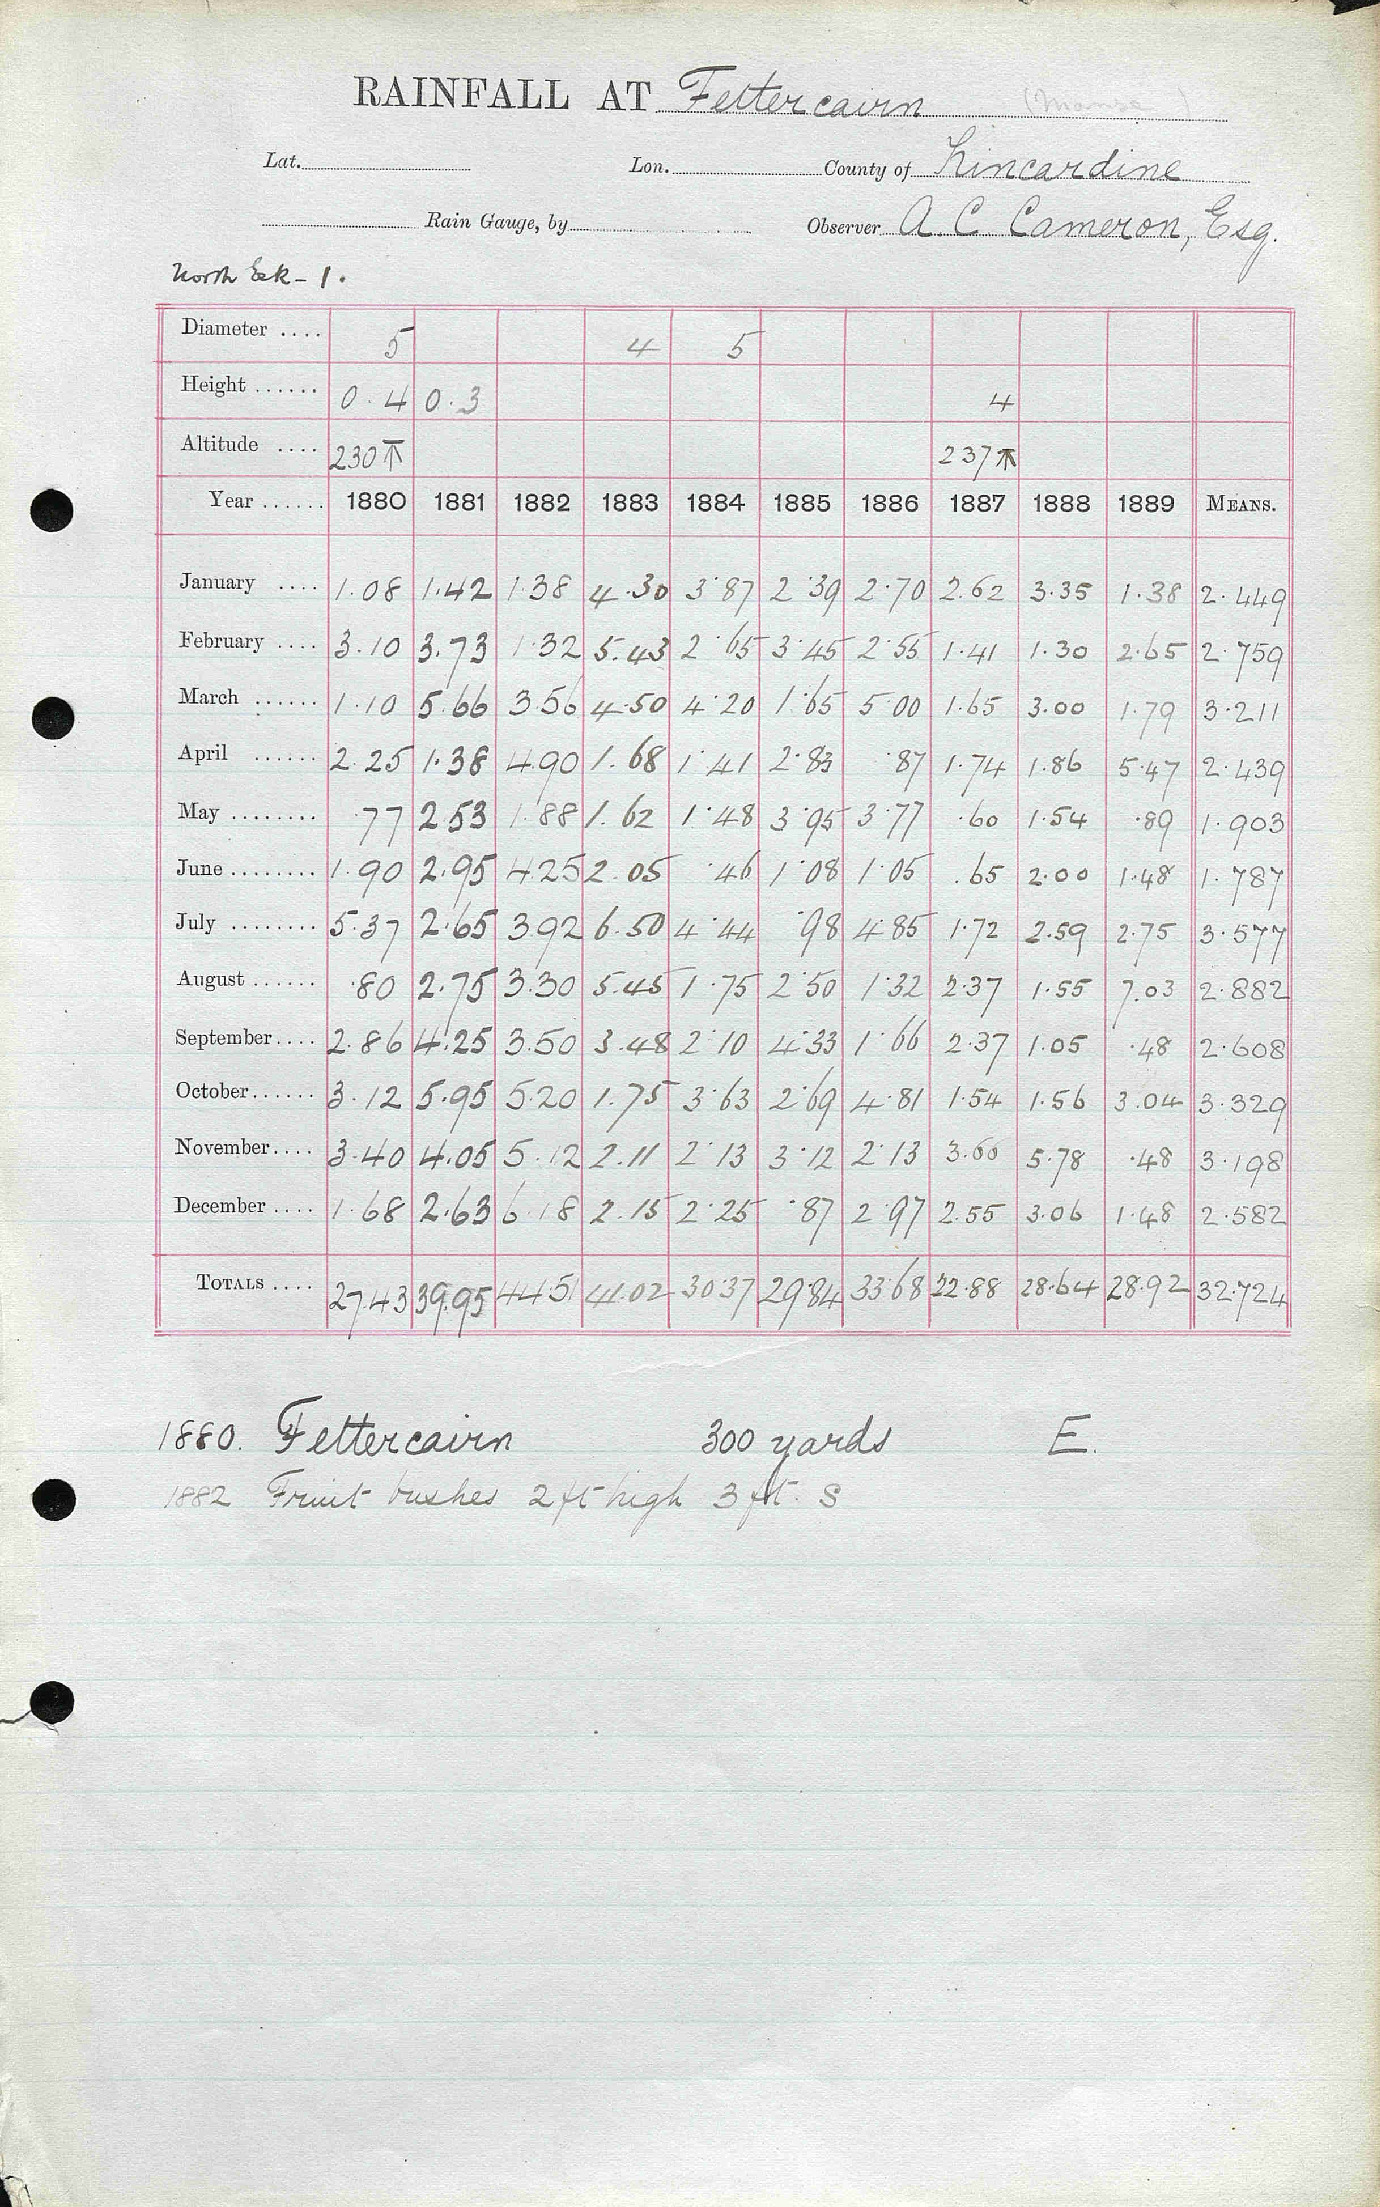 RAINFALL AT Fettercairn (Manse)
Lat. Lon. County of Kincardine
Rain Gauge, by Observer A. C. Cameron, Esq.
North Esk - 1.
Diameter .... 5 4 5
Height ...... 0.4 0.3 4
Altitude .... 230 ⊼ 237 ⊼
Year ...... 1880 1881 1882 1883 1884 1885 1886 1887 1888 1889 MEANS.
January .... 1.08 1.42 1.38 4.30 3.87 2.39 2.70 2.62 3.35 1.38 2.449
February .... 3.10 3.73 1.32 5.43 2.65 3.45 2.55 1.41 1.30 2.65 2.759
March ...... 1.10 5.66 3.56 4.50 4.20 1.65 5.00 1.65 3.00 1.79 3.211
April ...... 2.25 1.38 4.90 1.68 1.41 2.83 .87 1.74 1.86 5.47 2.439
May ........ .77 2.53 1.88 1.62 1.48 3.95 3.77 .60 1.54 .89 1.903
June ........ 1.90 2.95 4.25 2.05 .46 1.08 1.05 .65 2.00 1.48 1.787
July ........ 5.37 2.65 3.92 6.50 4.44 .98 4.85 1.72 2.59 2.75 3.577
August ...... .80 2.75 3.30 5.45 1.75 2.50 1.32 2.37 1.55 7.03 2.882
September .... 2.86 4.25 3.50 3.48 2.10 4.33 1.66 2.37 1.05 .48 2.608
October ...... 3.12 5.95 5.20 1.75 3.63 2.69 4.81 1.54 1.56 3.04 3.329
November .... 3.40 4.05 5.12 2.11 2.13 3.12 2.13 3.66 5.78 .48 3.198
December .... 1.68 2.63 6.18 2.15 2.25 .87 2.97 2.55 3.06 1.48 2.582
TOTALS .... 27.43 39.95 44.51 41.02 30.37 29.84 33.68 22.88 28.64 28.92 32.724
1880. Fettercairn 300 yards E.
1882 Fruit bushes 2 ft high 3 ft. S